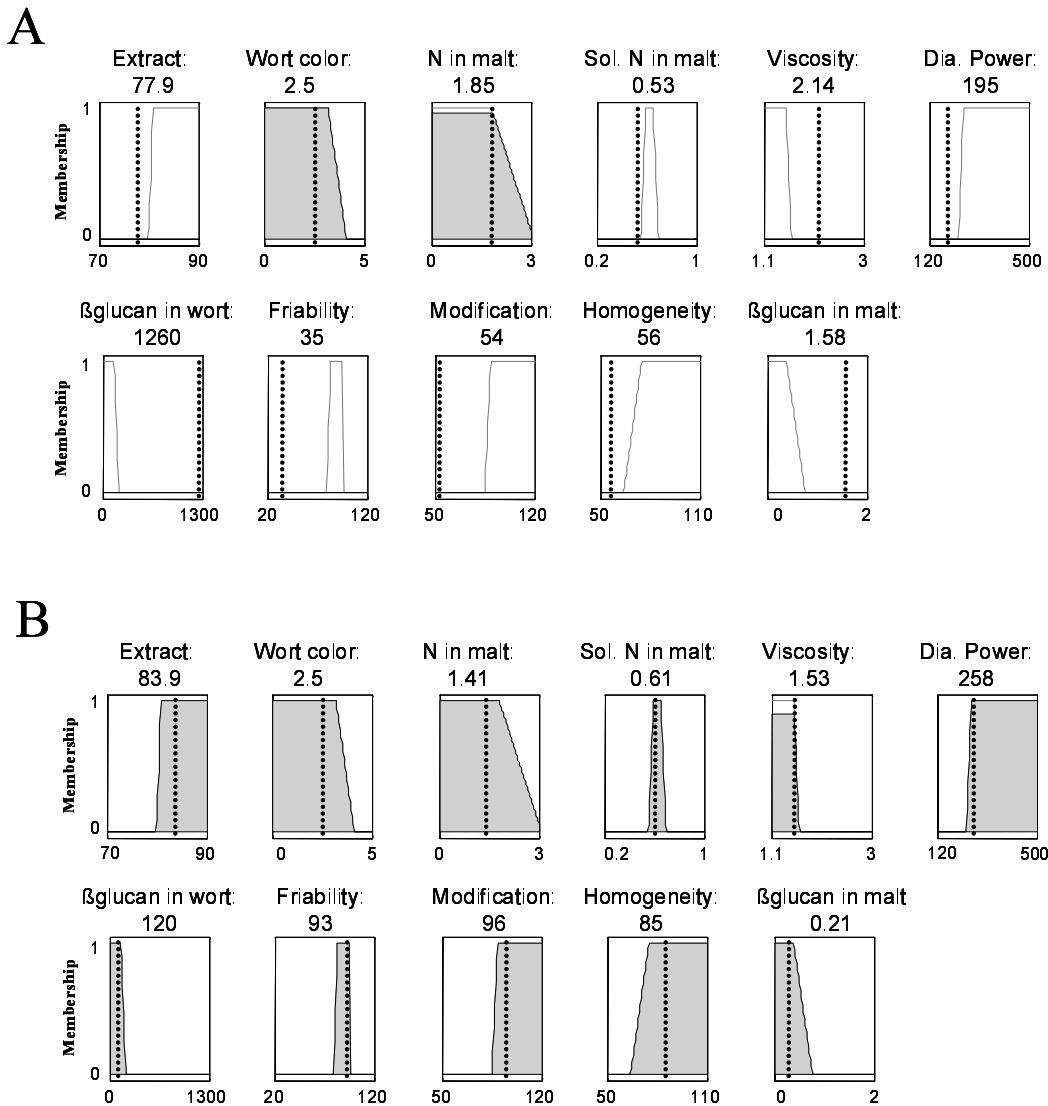 A
Extract: Wort color: N in malt: Sol. N in malt: Viscosity: Dia. Power:
77.9 2.5 1.85 0.53 2.14 195
Membership
1
0
70 90 0 5 0 3 0.2 1 1.1 3 120 500
ßglucan in wort: Friability: Modification: Homogeneity: ßglucan in malt:
1260 35 54 56 1.58
Membership
1
0
0 1300 20 120 50 120 50 110 0 2
B
Extract: Wort color: N in malt: Sol. N in malt: Viscosity: Dia. Power:
83.9 2.5 1.41 0.61 1.53 258
Membership
1
0
70 90 0 5 0 3 0.2 1 1.1 3 120 500
ßglucan in wort: Friability: Modification: Homogeneity: ßglucan in malt
120 93 96 85 0.21
Membership
1
0
0 1300 20 120 50 120 50 110 0 2